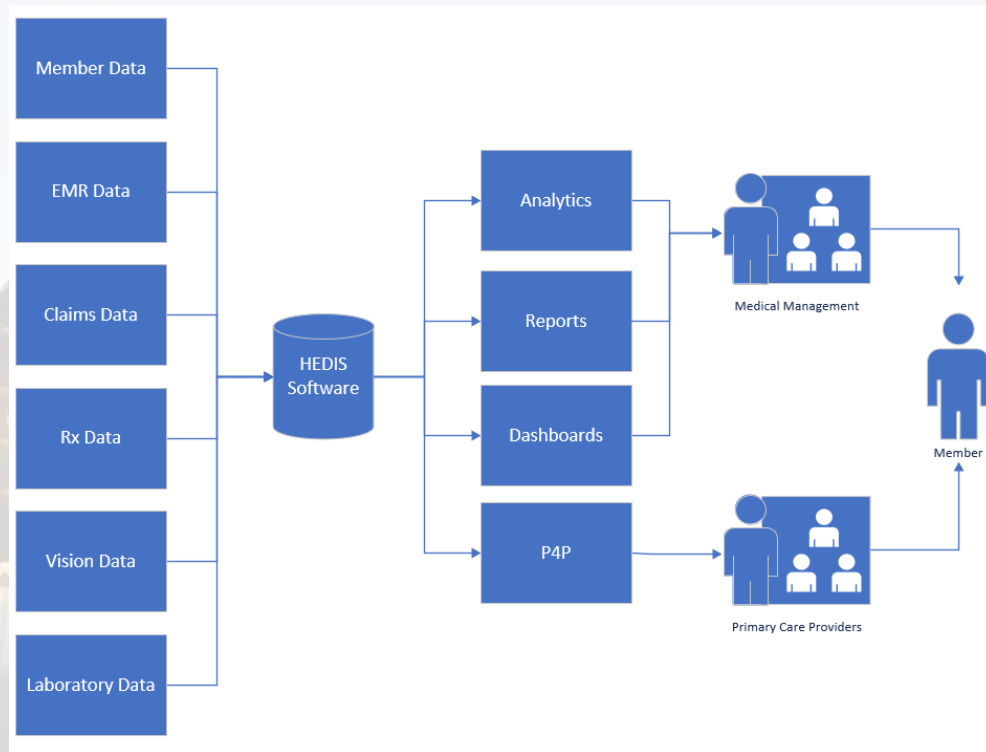 Member Data
EMR Data
Claims Data
Rx Data
Vision Data
Laboratory Data
HEDIS
Software
Analytics
Reports
Dashboards
P4P
Medical Management
Primary Care Providers
Member